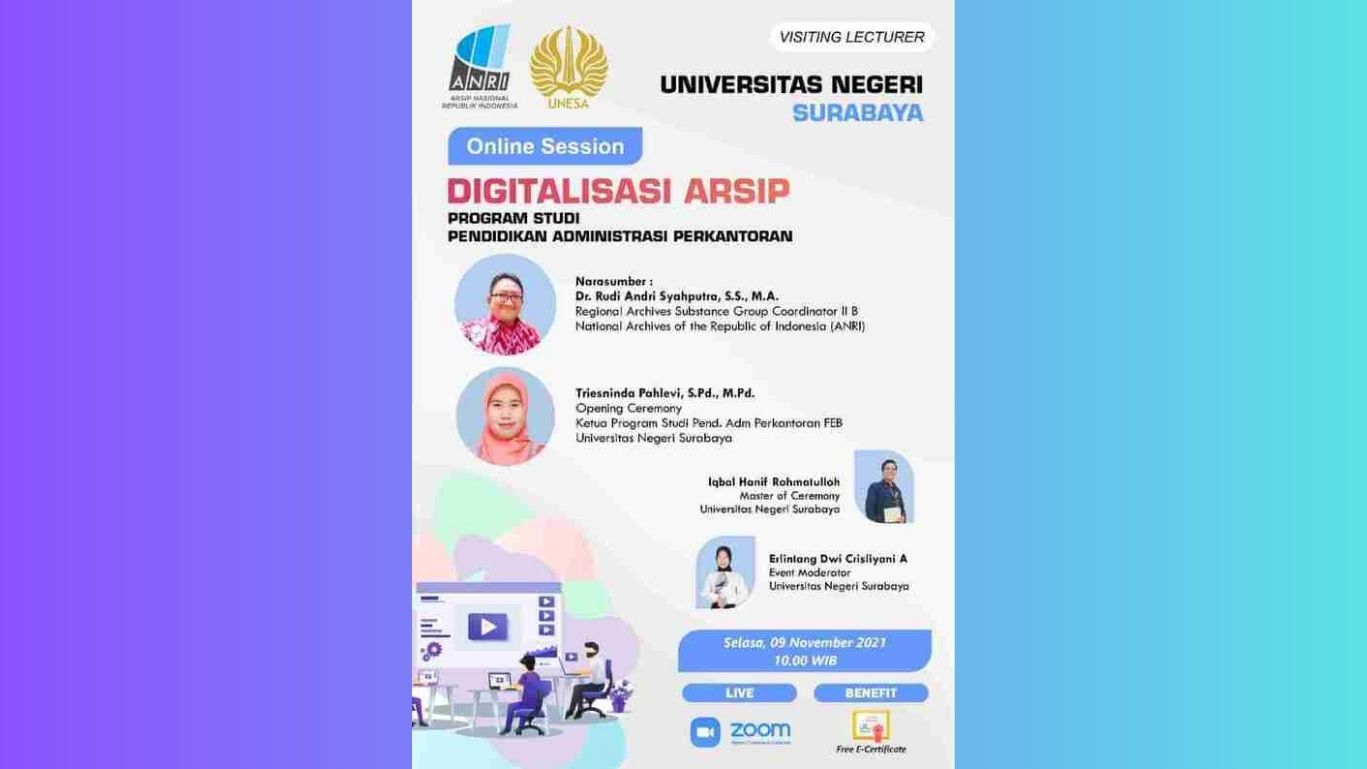 ANRI
ARSIP NASIONAL
REPUBLIK INDONESIA
UNESA
VISITING LECTURER
UNIVERSITAS NEGERI
SURABAYA
Online Session
DIGITALISASI ARSIP
PROGRAM STUDI
PENDIDIKAN ADMINISTRASI PERKANTORAN
Narasumber :
Dr. Rudi Andri Syahputra, S.S., M.A.
Regional Archives Substance Group Coordinator II B
National Archives of the Republic of Indonesia (ANRI)
Triesninda Pahlevi, S.Pd., M.Pd.
Opening Ceremony
Ketua Program Studi Pend. Adm Perkantoran FEB
Universitas Negeri Surabaya
Iqbal Hanif Rohmatulloh
Master of Ceremony
Universitas Negeri Surabaya
Erlintang Dwi Crisliyani A
Event Moderator
Universitas Negeri Surabaya
Selasa, 09 November 2021
10.00 WIB
LIVE
BENEFIT
zoom
Free E-Certificate